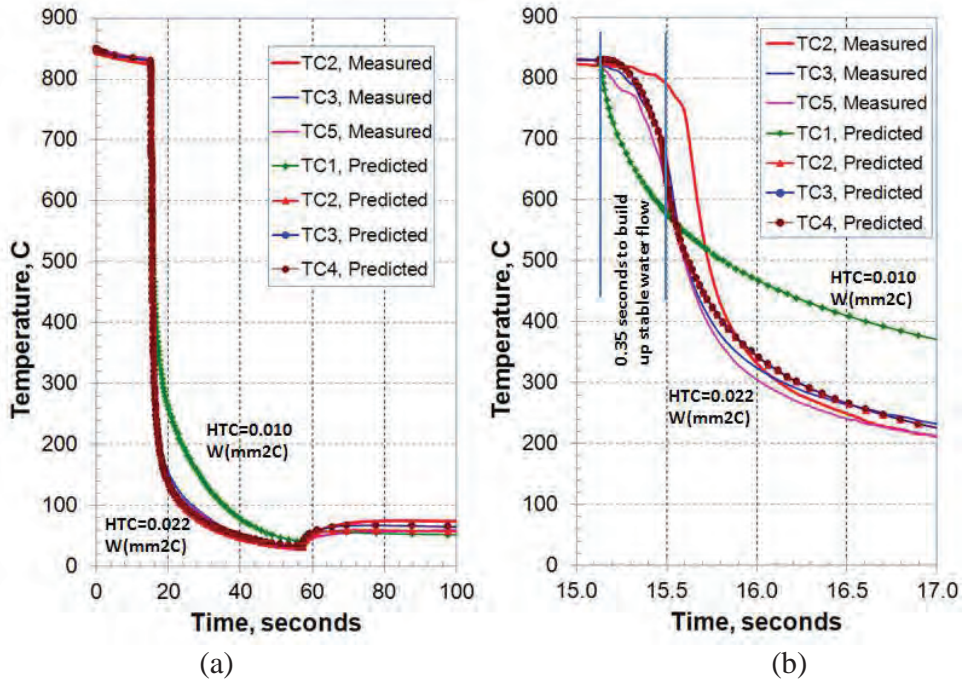 900
800
700
600
500
400
300
200
100
0
Temperature, C
TC2, Measured
TC3, Measured
TC5, Measured
TC1, Predicted
TC2, Predicted
TC3, Predicted
TC4, Predicted
HTC=0.010
W(mm2C)
HTC=0.022
W(mm2C)
0 20 40 60 80 100
Time, seconds
(a)
900
800
700
600
500
400
300
200
100
0
Temperature, C
TC2, Measured
TC3, Measured
TC5, Measured
TC1, Predicted
TC2, Predicted
TC3, Predicted
TC4, Predicted
0.35 seconds to build
up stable water flow
HTC=0.010
W(mm2C)
HTC=0.022
W(mm2C)
15.0 15.5 16.0 16.5 17.0
Time, seconds
(b)